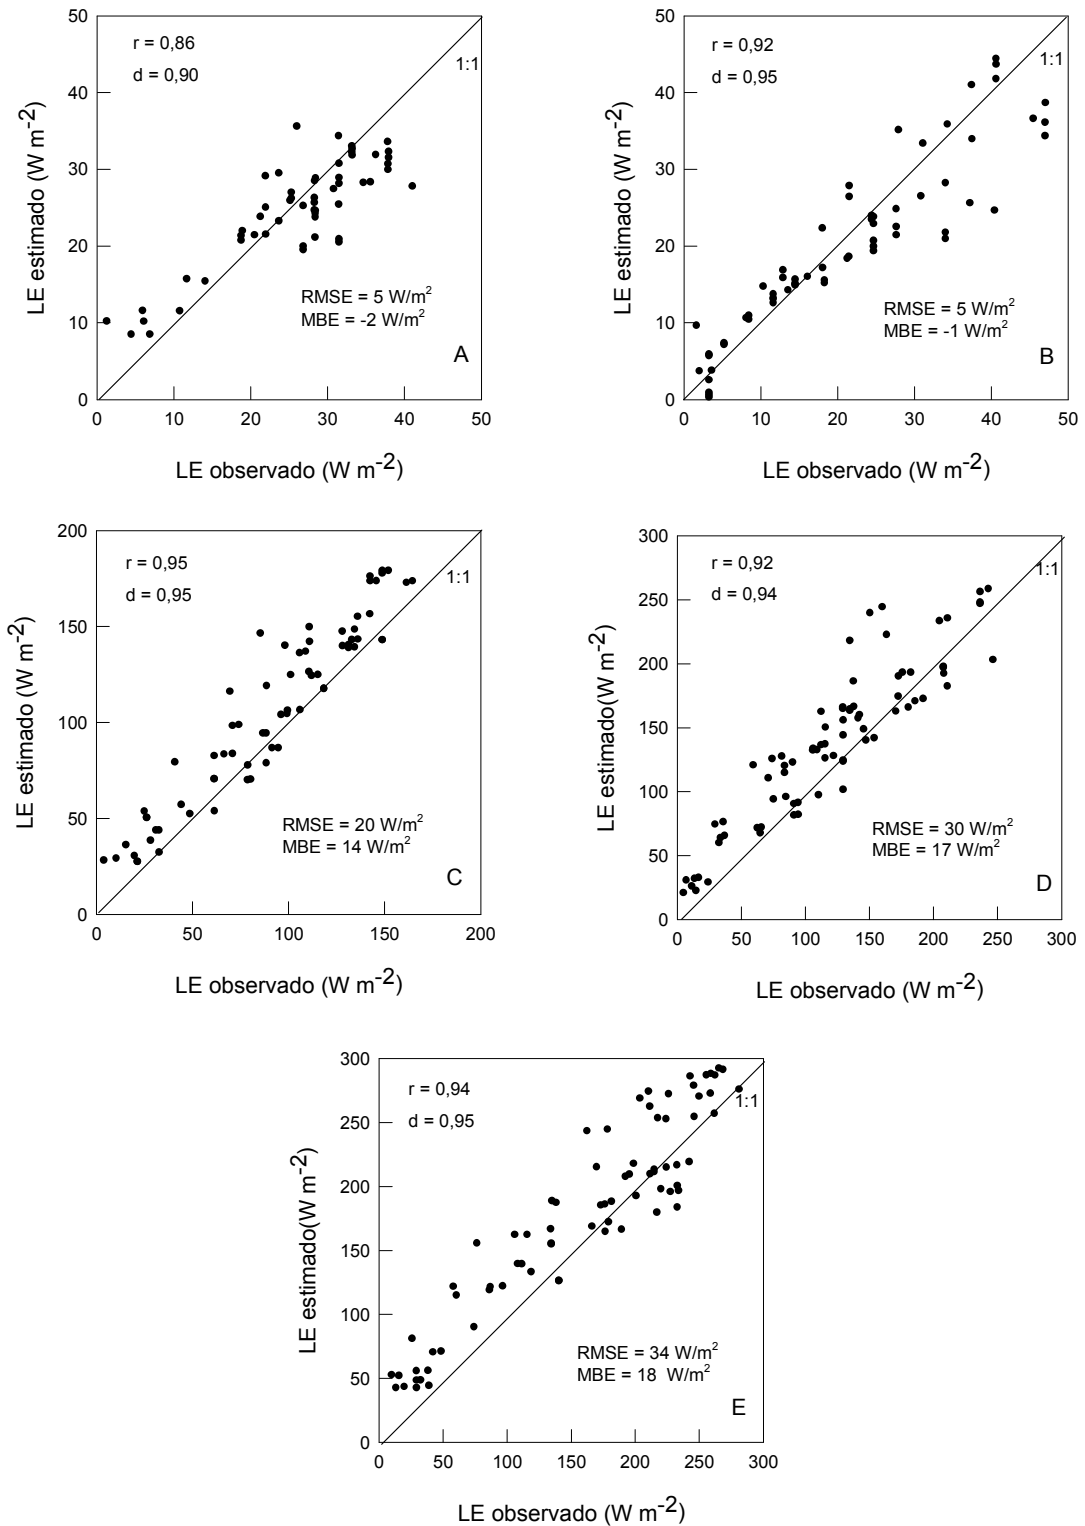 50
40
30
20
10
0
LE estimado (W m-2)
r = 0,86
d = 0,90
1:1
RMSE = 5 W/m²
MBE = -2 W/m²
A
0 10 20 30 40 50
LE observado (W m-2)
50
40
30
20
10
0
LE estimado (W m-2)
r = 0,92
d = 0,95
1:1
RMSE = 5 W/m²
MBE = -1 W/m²
B
0 10 20 30 40 50
LE observado (W m-2)
200
150
100
50
0
LE estimado (W m-2)
r = 0,95
d = 0,95
1:1
RMSE = 20 W/m²
MBE = 14 W/m²
C
0 50 100 150 200
LE observado (W m-2)
300
250
200
150
100
50
0
LE estimado(W m-2)
r = 0,92
d = 0,94
1:1
RMSE = 30 W/m²
MBE = 17 W/m²
D
0 50 100 150 200 250 300
LE observado (W m-2)
300
250
200
150
100
50
0
LE estimado(W m-2)
r = 0,94
d = 0,95
1:1
RMSE = 34 W/m²
MBE = 18 W/m²
E
0 50 100 150 200 250 300
LE observado (W m-2)